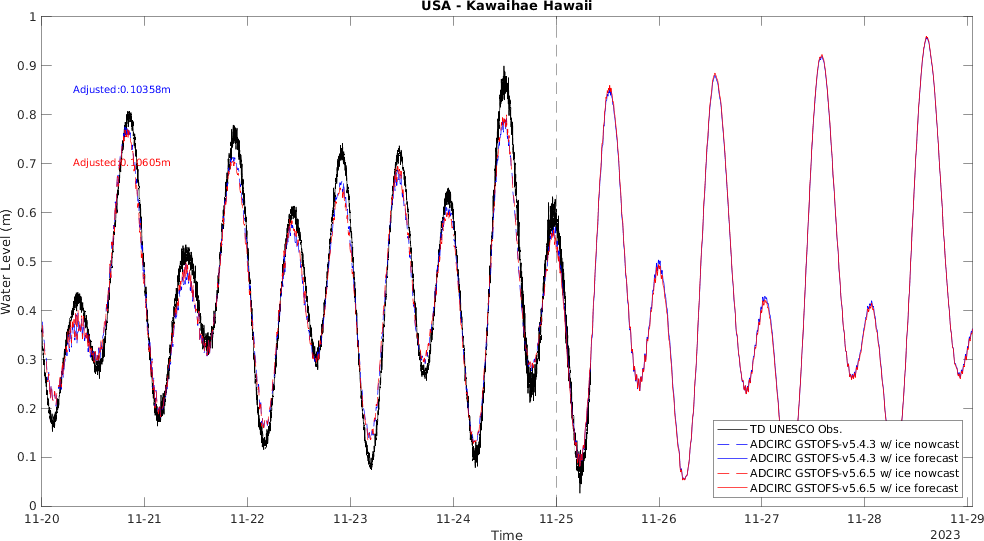 USA - Kawaihae Hawaii
1
0.9
0.8
0.7
0.6
0.5
0.4
0.3
0.2
0.1
0
Water Level (m)
Adjusted:0.10358m
Adjusted:0.10605m
TD UNESCO Obs.
ADCIRC GSTOFS-v5.4.3 w/ ice nowcast
ADCIRC GSTOFS-v5.4.3 w/ ice forecast
ADCIRC GSTOFS-v5.6.5 w/ ice nowcast
ADCIRC GSTOFS-v5.6.5 w/ ice forecast
11-20 11-21 11-22 11-23 11-24 11-25 11-26 11-27 11-28 11-29
Time
2023